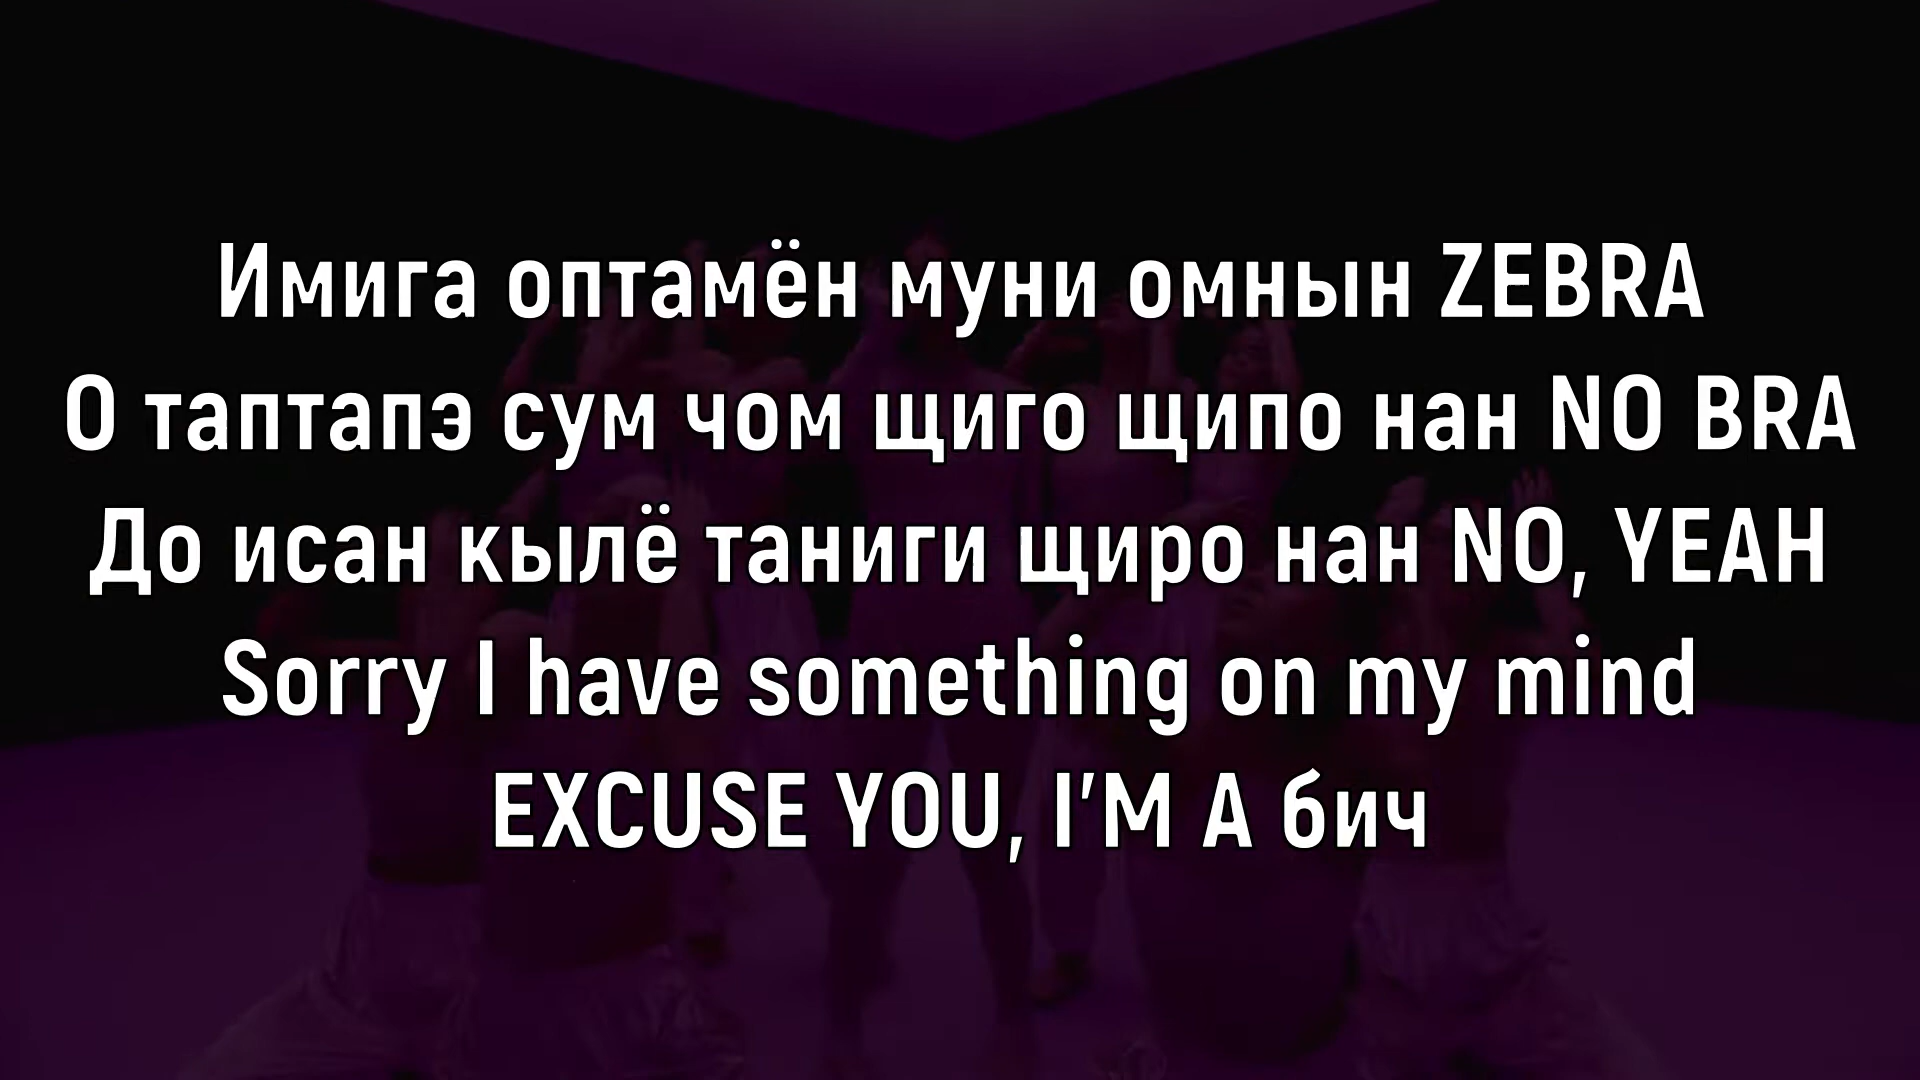 Имига оптамён муни омнын ZEBRA
О таптапэ сум чом щиго щипо нан NO BRA
До исан кылё таниги щиро нан NO, YEAH
Sorry I have something on my mind
EXCUSE YOU, I'M A бич